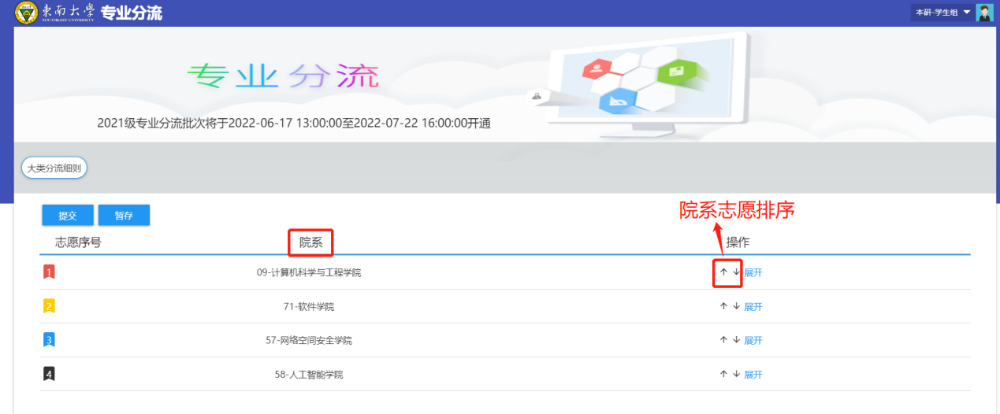 東南大學 专业分流
SOUTHEAST UNIVERSITY
本研-学生组
专业分流
2021级专业分流批次将于2022-06-17 13:00:00至2022-07-22 16:00:00开通
大类分流细则
提交 暂存
院系志愿排序
志愿序号 院系 操作
1 09-计算机科学与工程学院 ↑ ↓ 展开
2 71-软件学院 ↑ ↓ 展开
3 57-网络空间安全学院 ↑ ↓ 展开
4 58-人工智能学院 ↑ ↓ 展开